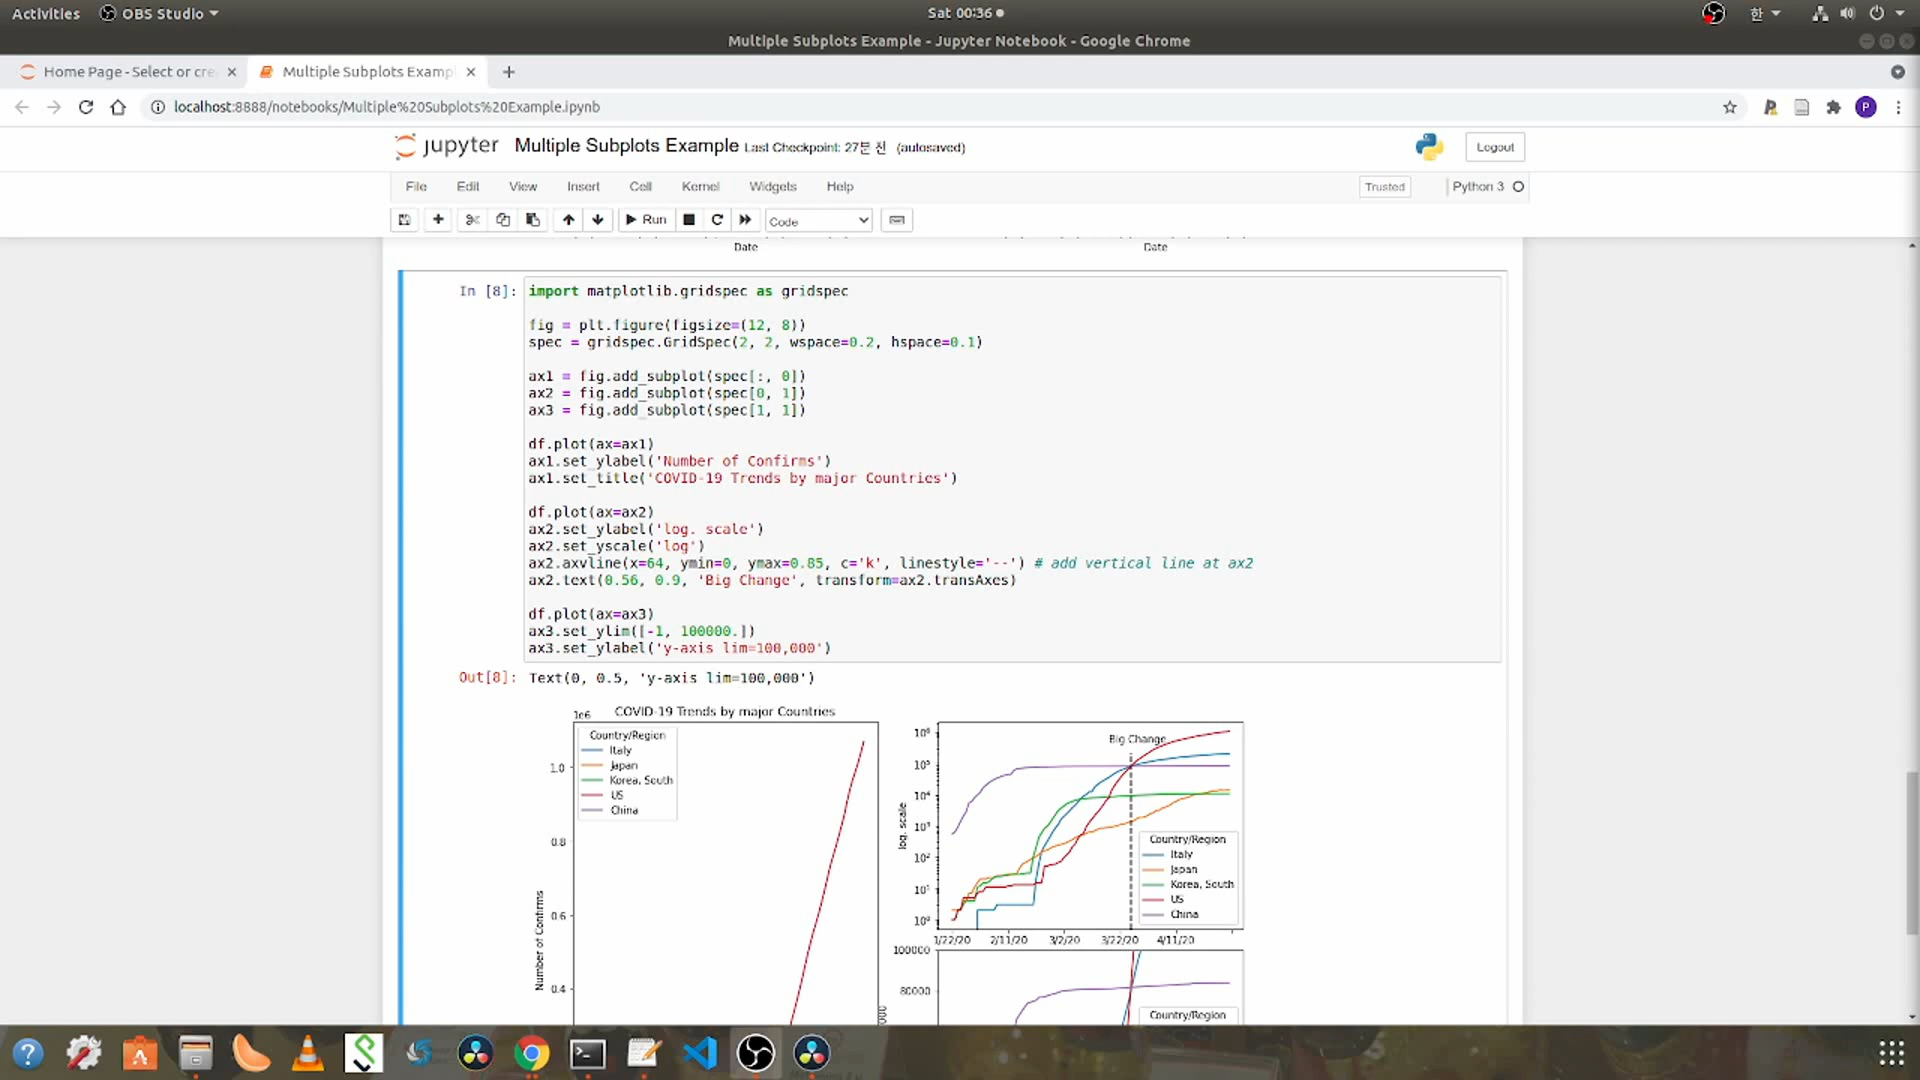 Activities OBS Studio Sat 00:36 한
Multiple Subplots Example - Jupyter Notebook - Google Chrome
Home Page - Select or cre Multiple Subplots Examp
localhost:8888/notebooks/Multiple%20Subplots%20Example.ipynb P
jupyter Multiple Subplots Example Last Checkpoint: 27분 전 (autosaved) Logout
File Edit View Insert Cell Kernel Widgets Help Trusted Python 3
Run Code
Date Date
In [8]: import matplotlib.gridspec as gridspec
fig = plt.figure(figsize=(12, 8))
spec = gridspec.GridSpec(2, 2, wspace=0.2, hspace=0.1)
ax1 = fig.add_subplot(spec[:, 0])
ax2 = fig.add_subplot(spec[0, 1])
ax3 = fig.add_subplot(spec[1, 1])
df.plot(ax=ax1)
ax1.set_ylabel('Number of Confirms')
ax1.set_title('COVID-19 Trends by major Countries')
df.plot(ax=ax2)
ax2.set_ylabel('log. scale')
ax2.set_yscale('log')
ax2.axvline(x=64, ymin=0, ymax=0.85, c='k', linestyle='--') # add vertical line at ax2
ax2.text(0.56, 0.9, 'Big Change', transform=ax2.transAxes)
df.plot(ax=ax3)
ax3.set_ylim([-1, 100000.])
ax3.set_ylabel('y-axis lim=100,000')
Out[8]: Text(0, 0.5, 'y-axis lim=100,000')
1e6 COVID-19 Trends by major Countries
Country/Region
Italy
Japan
Korea, South
US
China
1.0
0.8
0.6
0.4
Number of Confirms
Big Change
10⁶
10⁵
10⁴
10³
10²
10¹
10⁰
log. scale
Country/Region
Italy
Japan
Korea, South
US
China
1/22/20 2/11/20 3/2/20 3/22/20 4/11/20
100000
80000
Country/Region